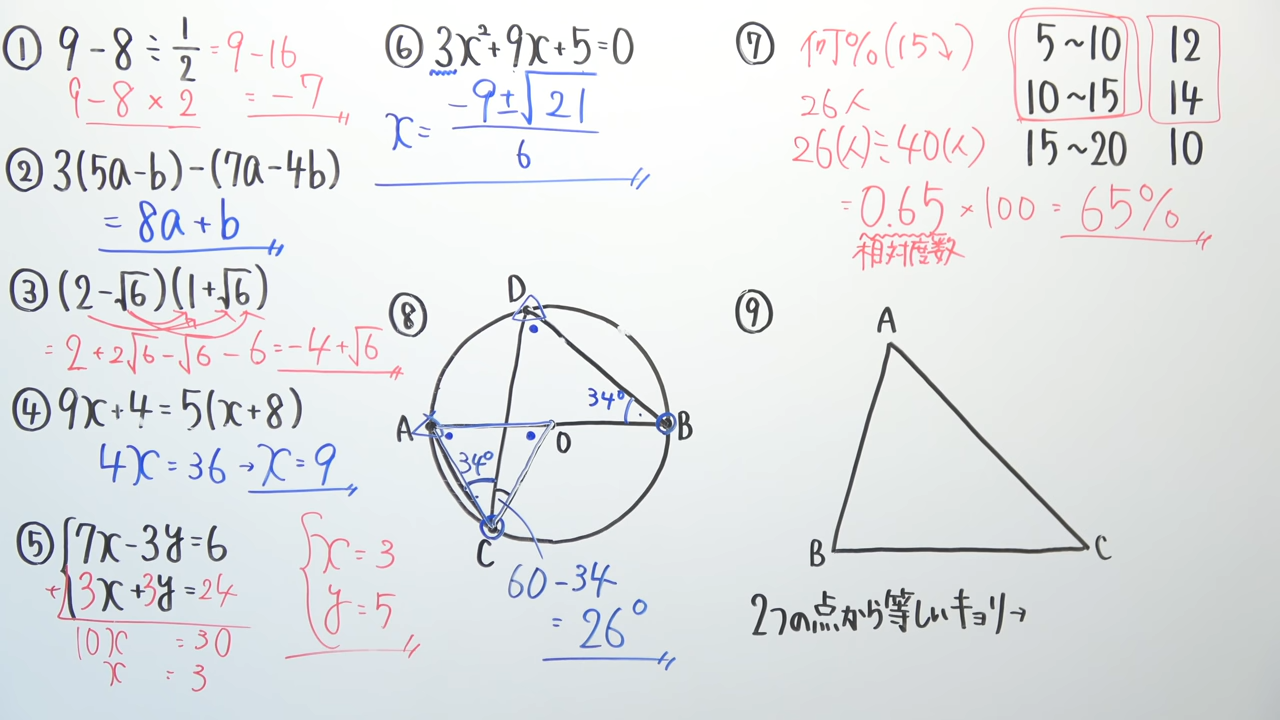 ① 9-8÷1/2=9-16
9-8×2 =-7
② 3(5a-b)-(7a-4b)
=8a+b
③ (2-√6)(1+√6)
=2+2√6-√6-6=-4+√6
④ 9x+4=5(x+8)
4x=36→x=9
⑤ {7x-3y=6
+ 3x+3y=24
10x =30
x =3
{x=3
y=5
⑥ 3x²+9x+5=0
x=(-9±√21)/6
⑦ 何%(15↘)
26人
26(人)÷40(人)
5~10 12
10~15 14
15~20 10
=0.65×100=65%
相対度数
⑧
D
A
B
C
O
34°
34°
60-34
=26°
⑨
A
B
C
2つの点から等しいキョリ→